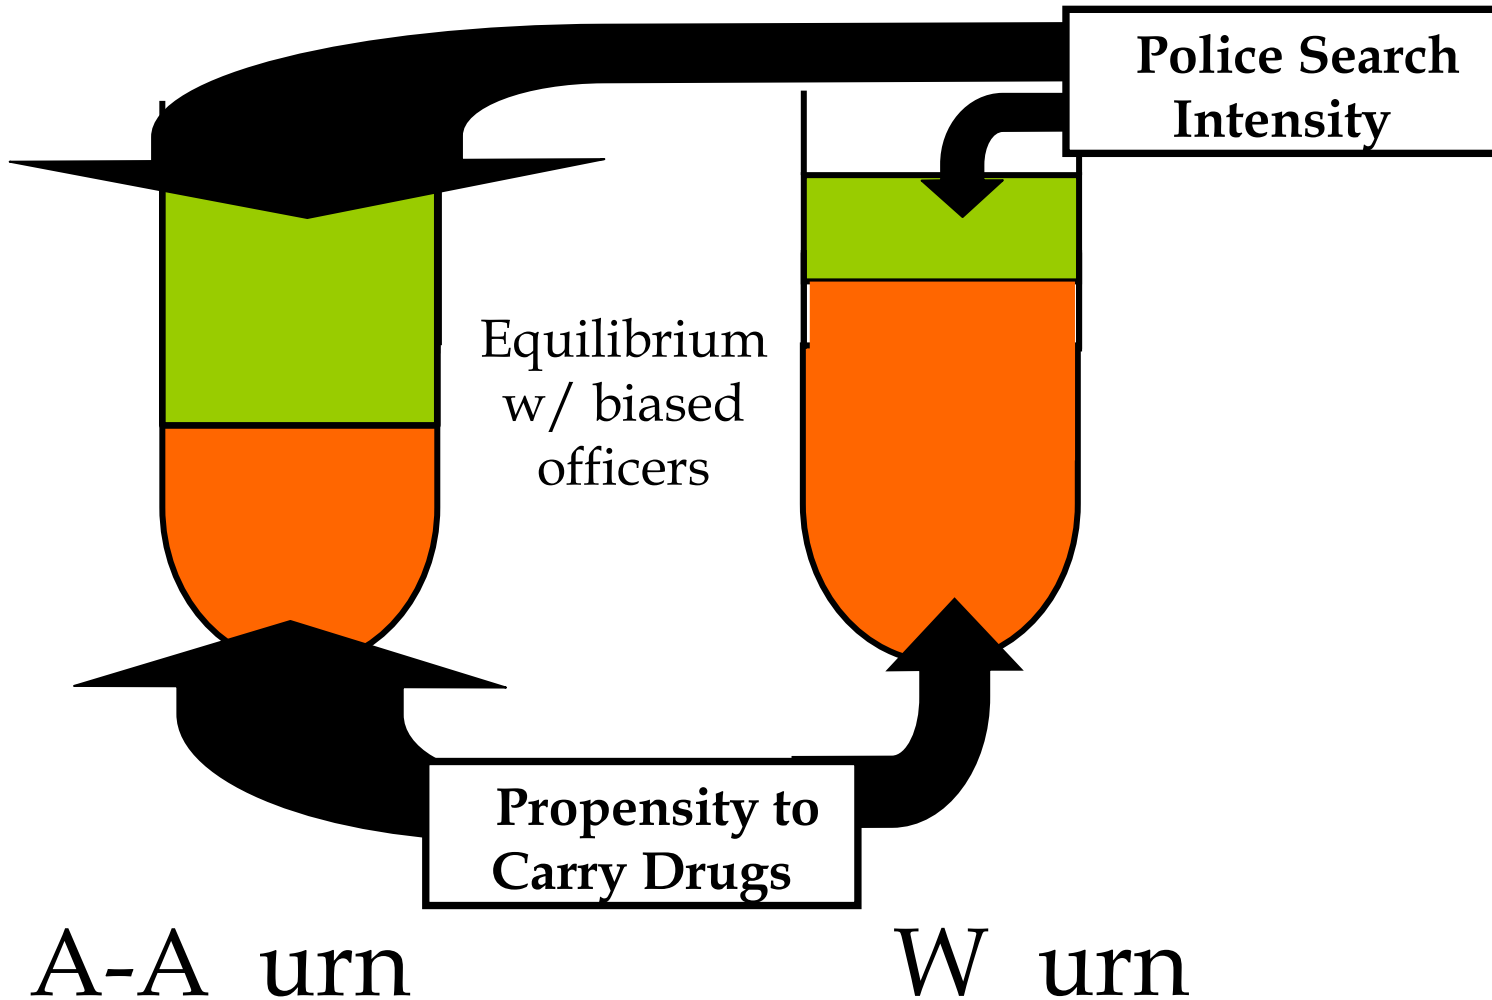 Police Search
Intensity
Equilibrium
w/ biased
officers
Propensity to
Carry Drugs
A-A urn
W urn